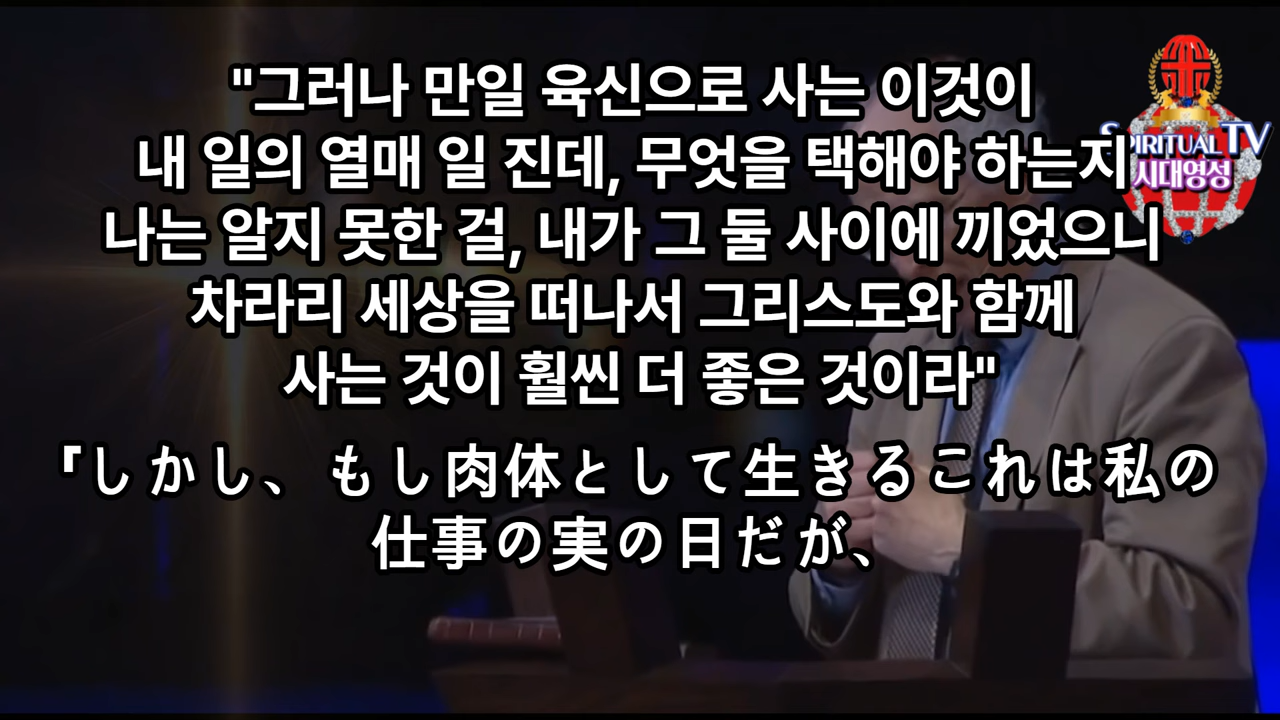 "그러나 만일 육신으로 사는 이것이
내 일의 열매 일 진데, 무엇을 택해야 하는지
나는 알지 못한 걸, 내가 그 둘 사이에 끼었으니
차라리 세상을 떠나서 그리스도와 함께
사는 것이 훨씬 더 좋은 것이라"
『しかし、もし肉体として生きるこれは私の
仕事の実の日だが、
SPIRITUAL TV
시대영성